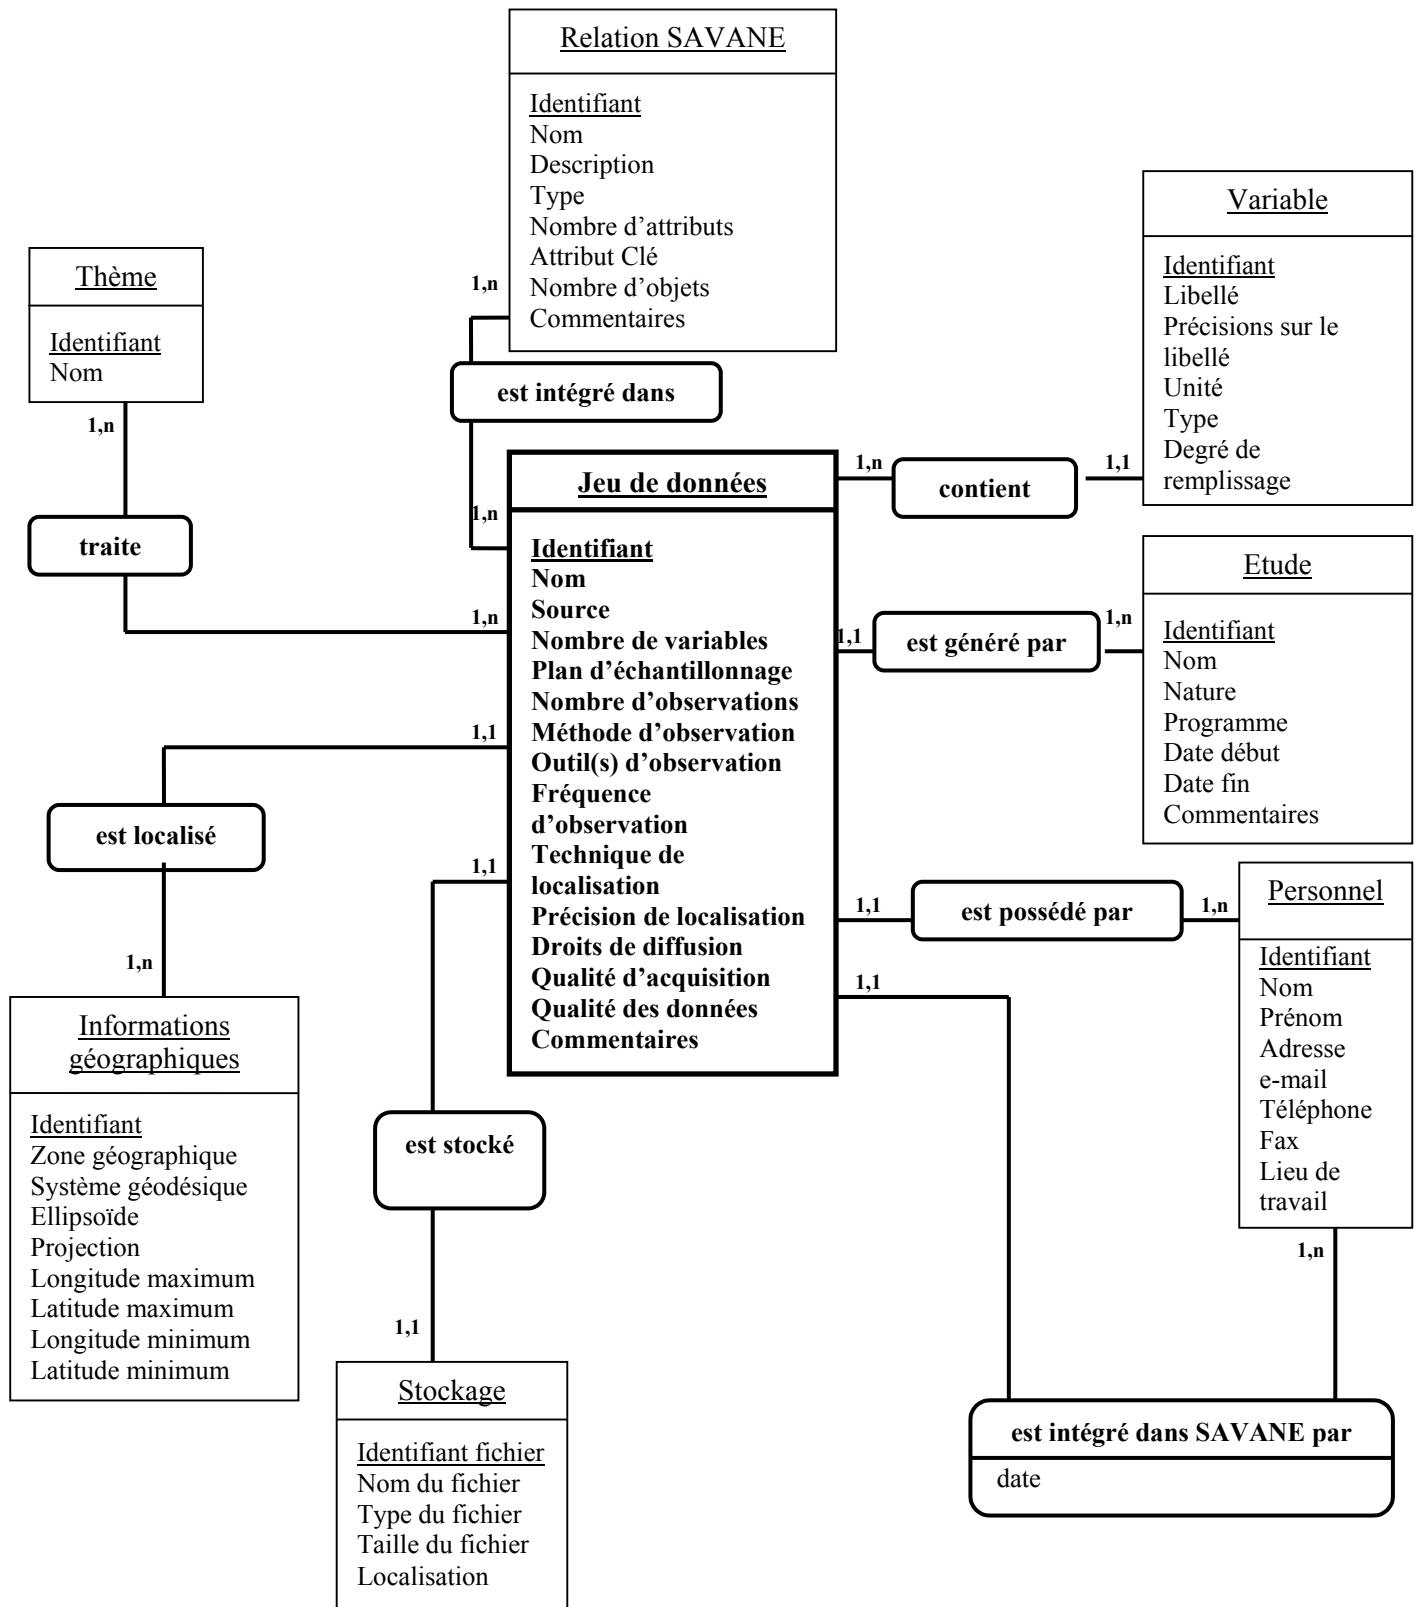 Relation SAVANE
Identifiant
Nom
Description
Type
Nombre d’attributs
Attribut Clé
Nombre d’objets
Commentaires
1,n
est intégré dans
1,n
Thème
Identifiant
Nom
1,n
traite
1,n
Variable
Identifiant
Libellé
Précisions sur le
libellé
Unité
Type
Degré de
remplissage
1,n
contient
1,1
Jeu de données
Identifiant
Nom
Source
Nombre de variables
Plan d’échantillonnage
Nombre d’observations
Méthode d’observation
Outil(s) d’observation
Fréquence
d’observation
Technique de
localisation
Précision de localisation
Droits de diffusion
Qualité d’acquisition
Qualité des données
Commentaires
Etude
Identifiant
Nom
Nature
Programme
Date début
Date fin
Commentaires
1,1
est généré par
1,n
1,1
est localisé
1,n
Informations
géographiques
Identifiant
Zone géographique
Système géodésique
Ellipsoïde
Projection
Longitude maximum
Latitude maximum
Longitude minimum
Latitude minimum
1,1
est stocké
1,1
Stockage
Identifiant fichier
Nom du fichier
Type du fichier
Taille du fichier
Localisation
1,1
est possédé par
1,n
Personnel
Identifiant
Nom
Prénom
Adresse
e-mail
Téléphone
Fax
Lieu de
travail
1,1
1,n
est intégré dans SAVANE par
date